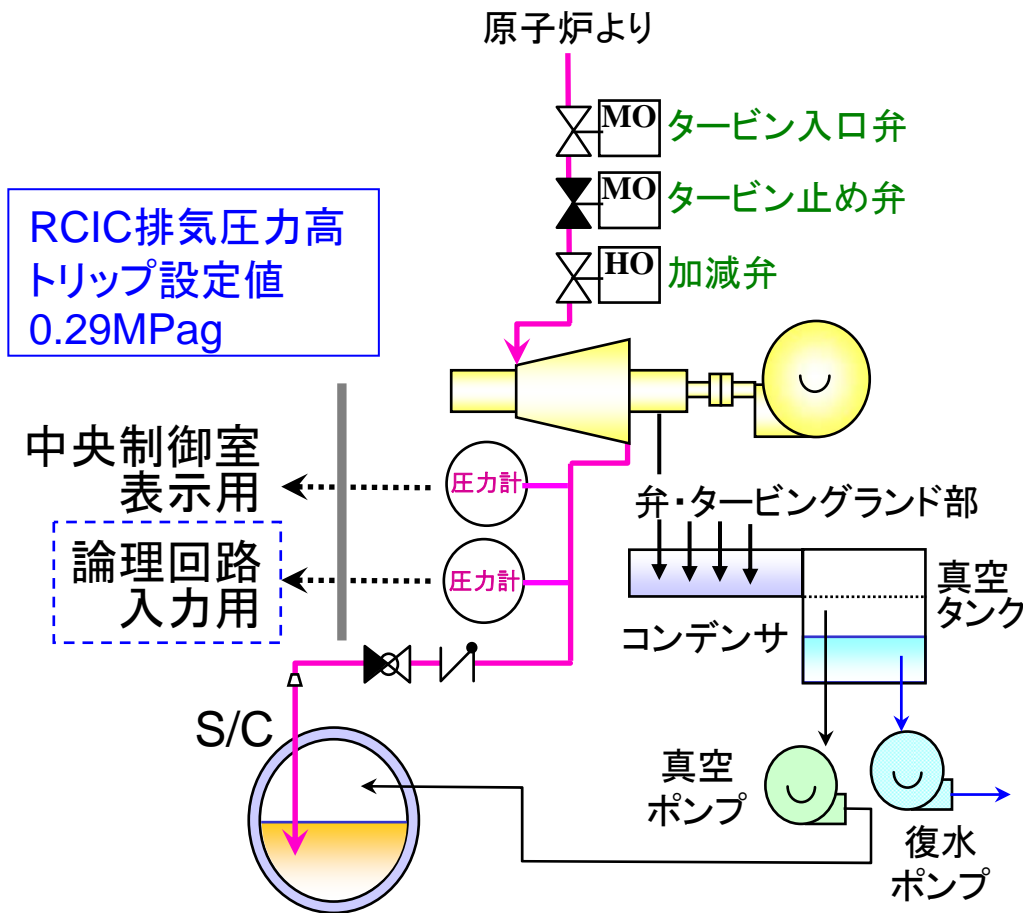 原子炉より
MO
タービン入口弁
MO
タービン止め弁
HO
加減弁
RCIC排気圧力高
トリップ設定値
0.29MPag
中央制御室
表示用
圧力計
論理回路
入力用
圧力計
弁・タービングランド部
コンデンサ
真空
タンク
S/C
真空
ポンプ
復水
ポンプ